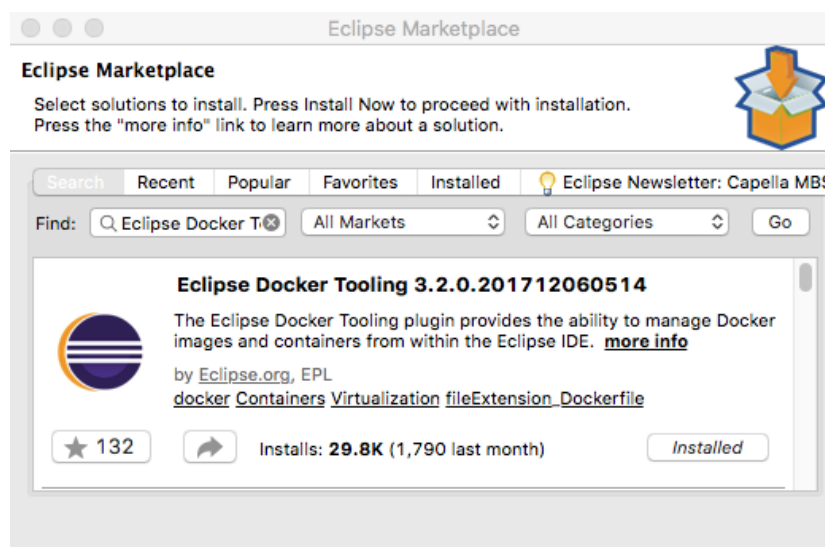 Eclipse Marketplace
Eclipse Marketplace
Select solutions to install. Press Install Now to proceed with installation.
Press the "more info" link to learn more about a solution.
Search Recent Popular Favorites Installed Eclipse Newsletter: Capella MBS
Find: Eclipse Docker T All Markets All Categories Go
Eclipse Docker Tooling 3.2.0.201712060514
The Eclipse Docker Tooling plugin provides the ability to manage Docker
images and containers from within the Eclipse IDE. more info
by Eclipse.org, EPL
docker Containers Virtualization fileExtension_Dockerfile
132 Installs: 29.8K (1,790 last month) Installed